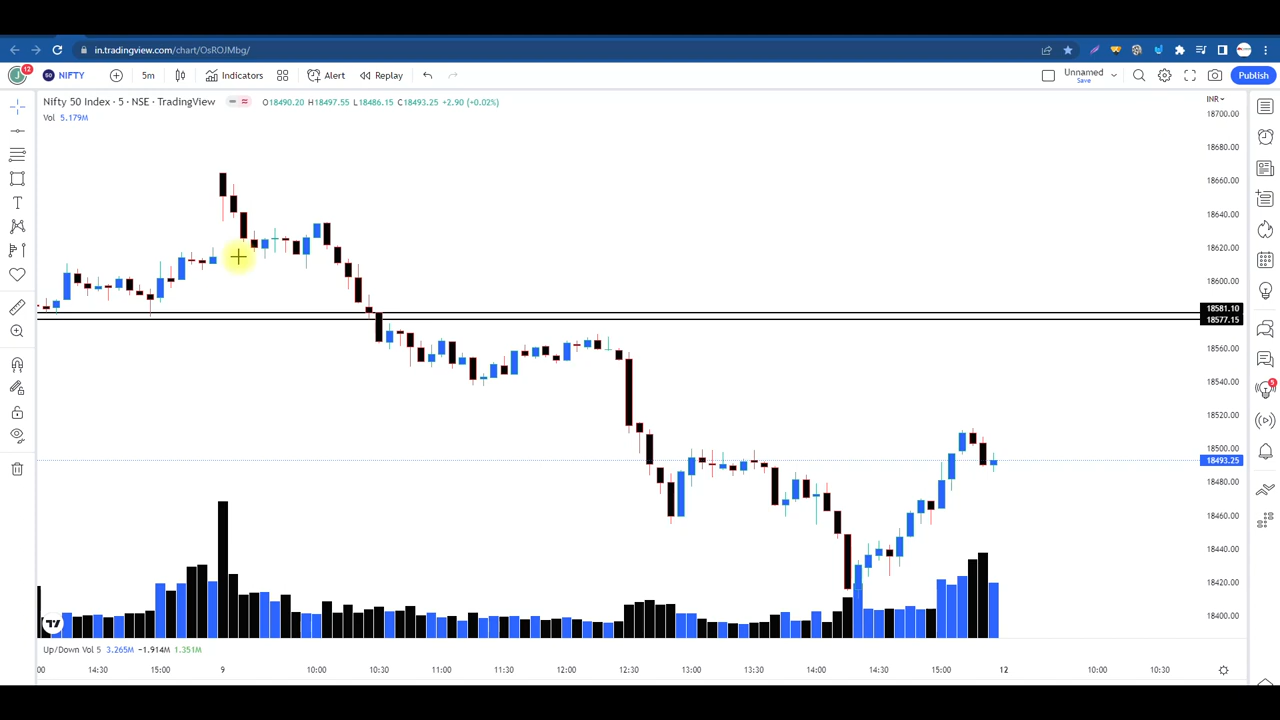 in.tradingview.com/chart/OsROJMbg/
12 50 NIFTY 5m Indicators Alert Replay Unnamed Save Publish
Nifty 50 Index · 5 · NSE · TradingView O18490.20 H18497.55 L18486.15 C18493.25 +2.90 (+0.02%)
Vol 5.179M
INR
18700.00
18680.00
18660.00
18640.00
18620.00
18600.00
18581.10
18577.15
18560.00
18540.00
18520.00
18500.00
18493.25
18480.00
18460.00
18440.00
18420.00
18400.00
5
Up/Down Vol 5 3.265M −1.914M 1.351M
:00 14:30 15:00 9 10:00 10:30 11:00 11:30 12:00 12:30 13:00 13:30 14:00 14:30 15:00 12 10:00 10:30